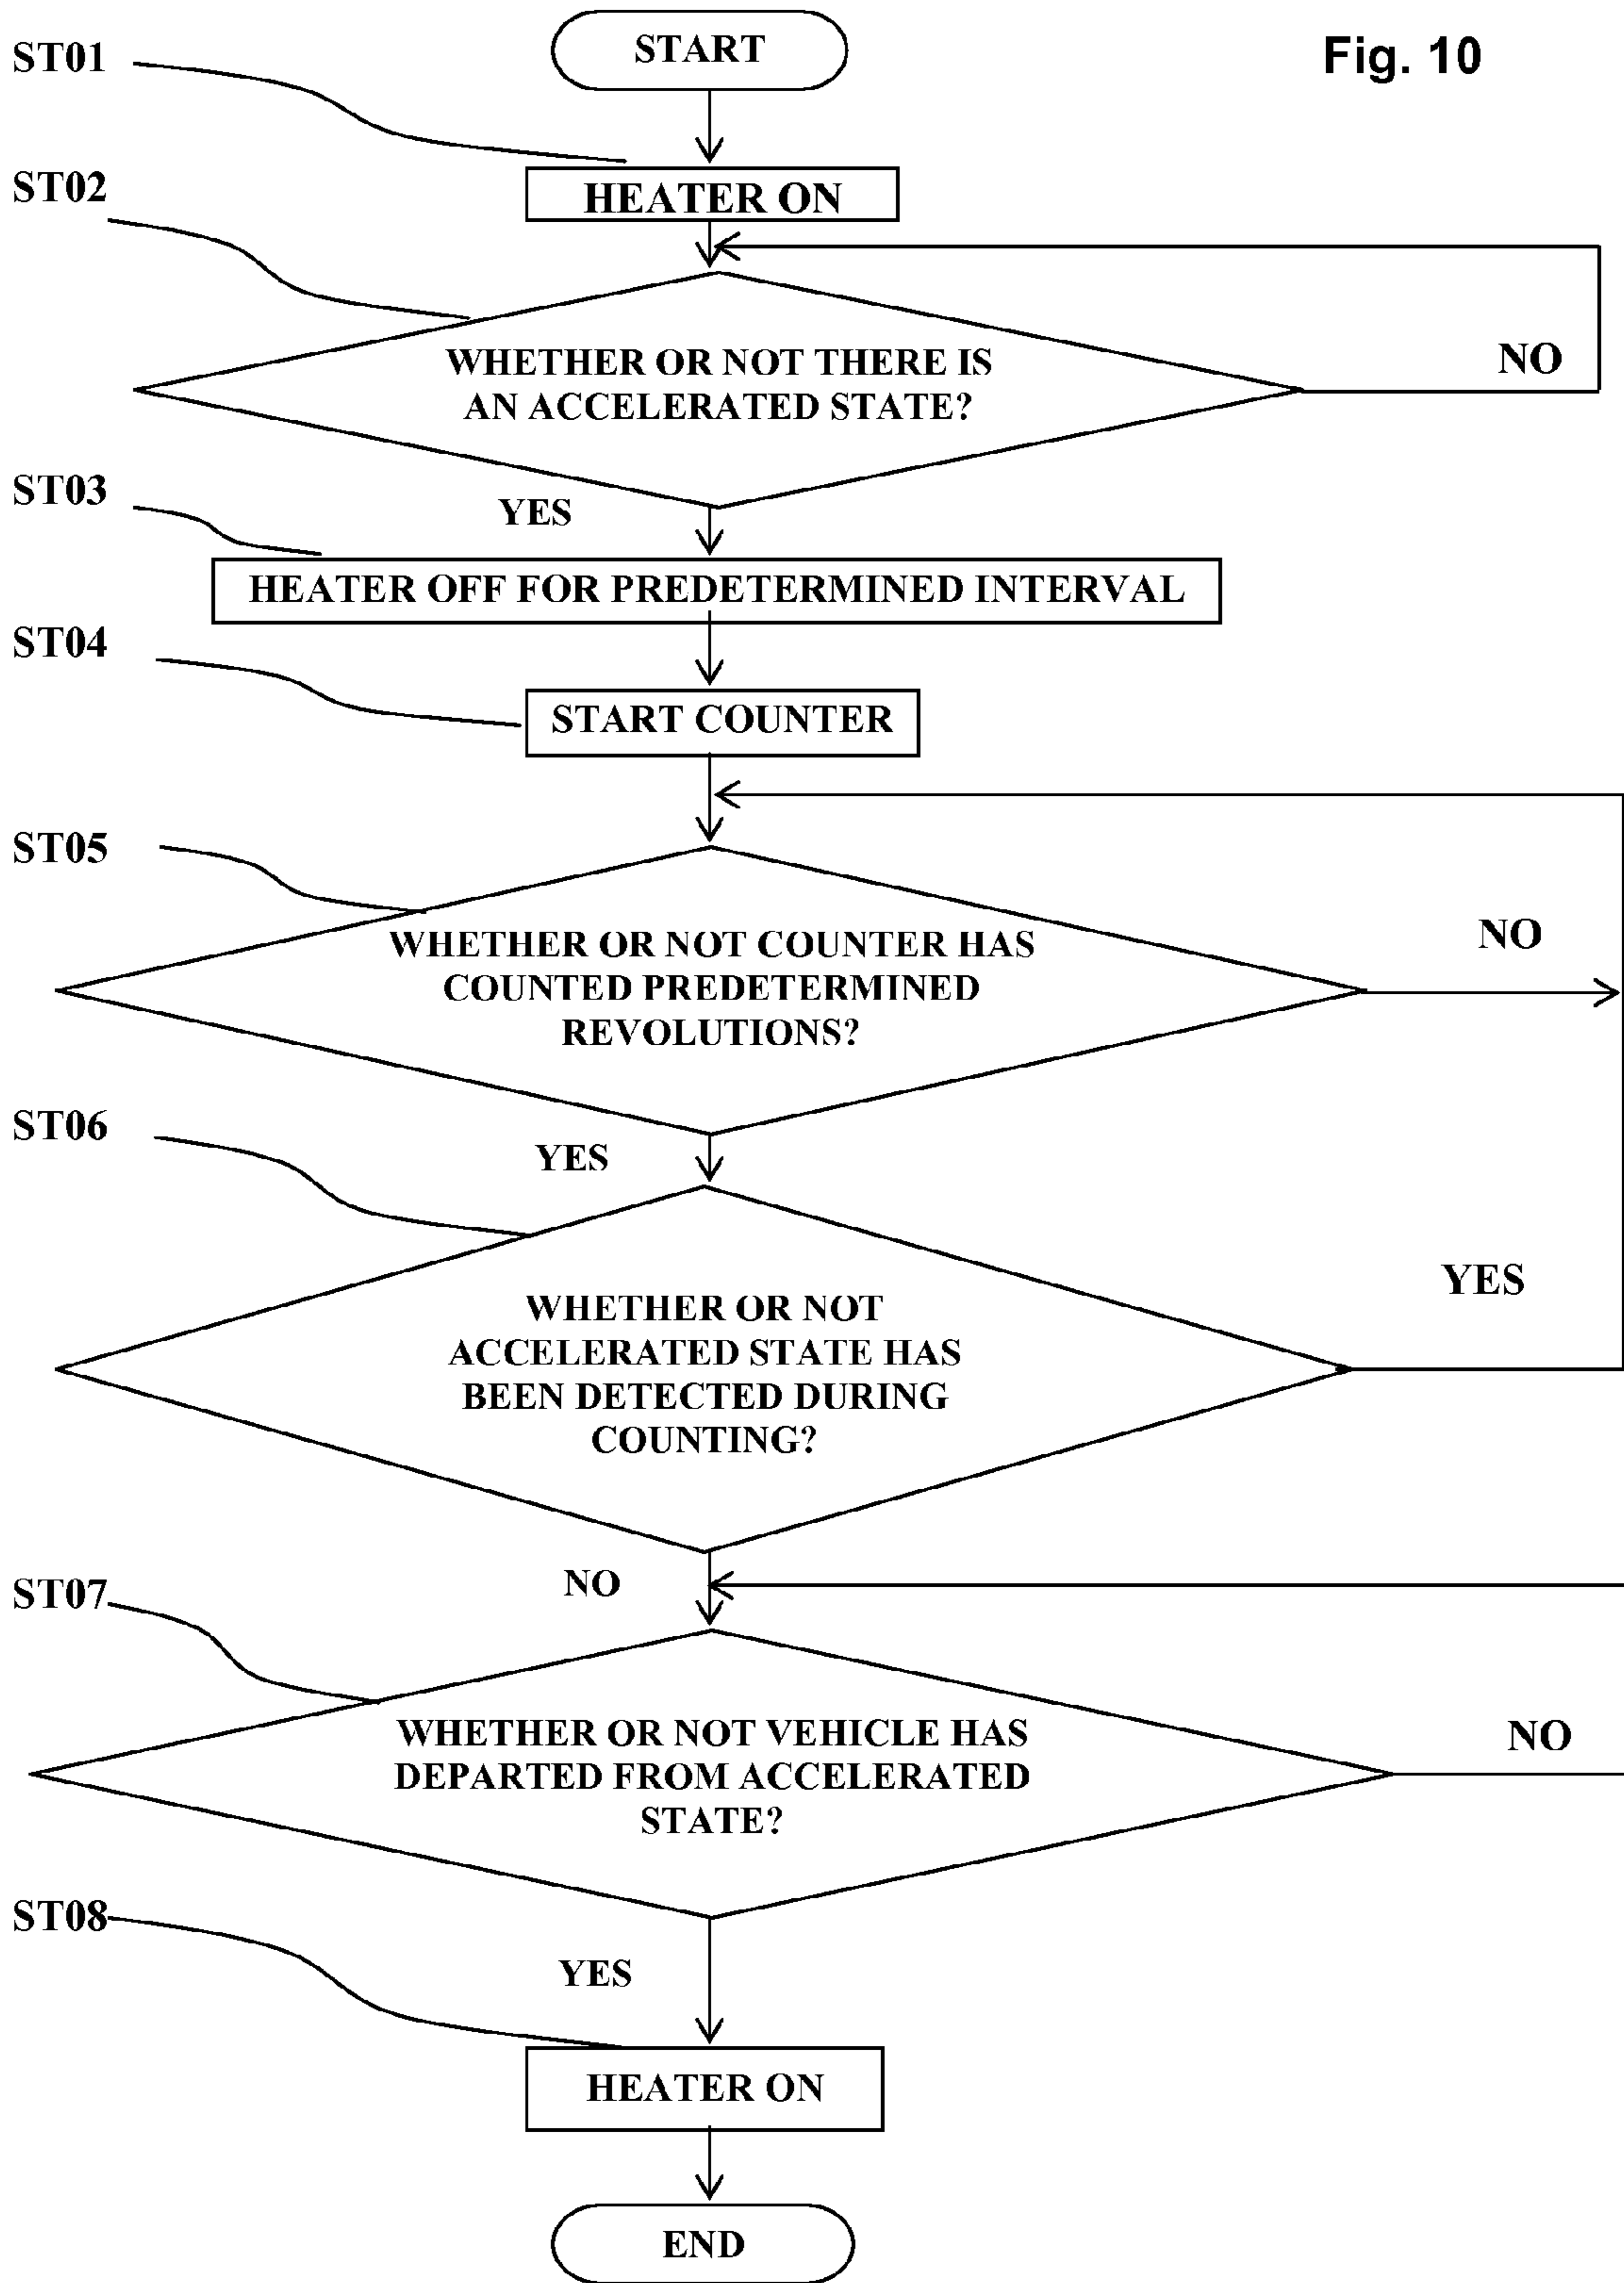 START
Fig. 10
ST01
HEATER ON
ST02
WHETHER OR NOT THERE IS
AN ACCELERATED STATE?
NO
ST03
YES
HEATER OFF FOR PREDETERMINED INTERVAL
ST04
START COUNTER
ST05
WHETHER OR NOT COUNTER HAS
COUNTED PREDETERMINED
REVOLUTIONS?
NO
ST06
YES
WHETHER OR NOT
ACCELERATED STATE HAS
BEEN DETECTED DURING
COUNTING?
YES
NO
ST07
WHETHER OR NOT VEHICLE HAS
DEPARTED FROM ACCELERATED
STATE?
NO
ST08
YES
HEATER ON
END